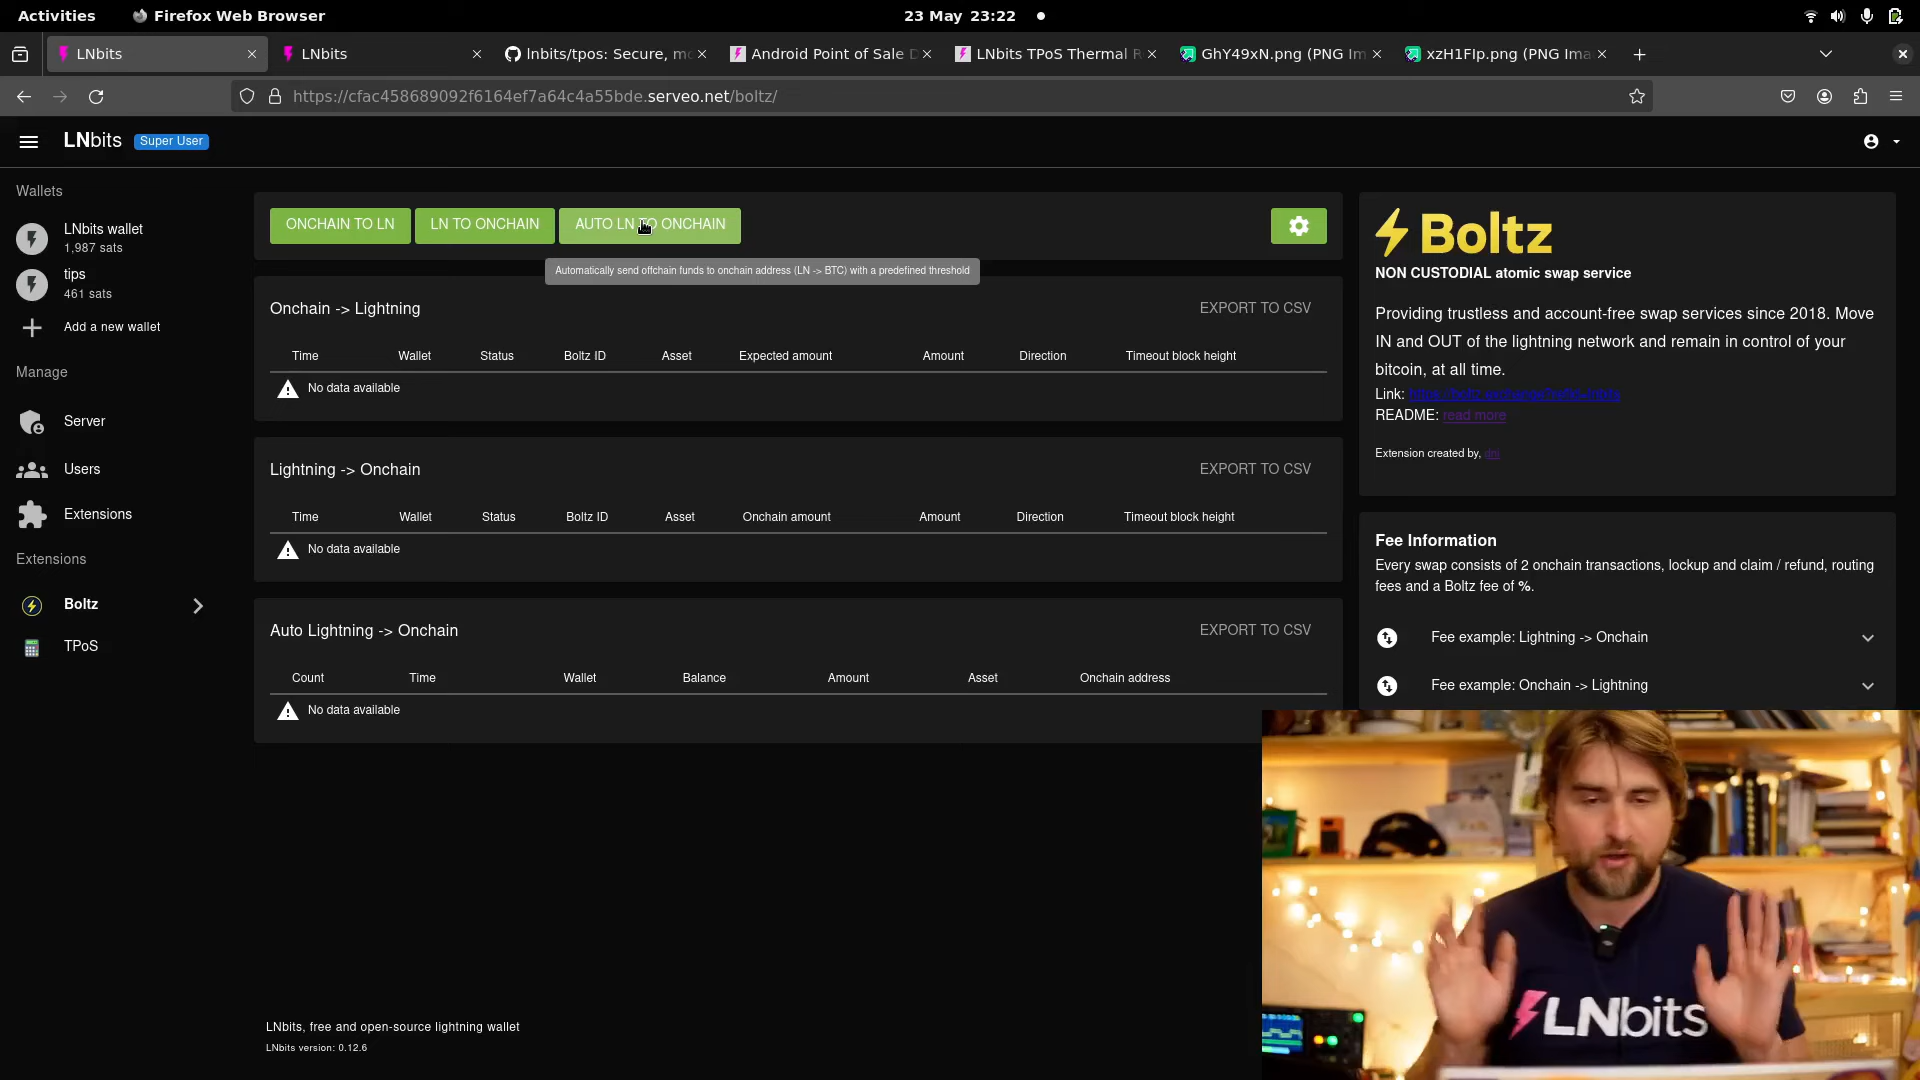 Activities
Firefox Web Browser
23 May 23:22
LNbits
LNbits
lnbits/tpos: Secure, mo
Android Point of Sale D
LNbits TPoS Thermal R
GhY49xN.png (PNG Im
xzH1FIp.png (PNG Ima
https://cfac458689092f6164ef7a64c4a55bde.serveo.net/boltz/
LNbits
Super User
Wallets
LNbits wallet
1,987 sats
tips
461 sats
Add a new wallet
Manage
Server
Users
Extensions
Extensions
Boltz
TPoS
ONCHAIN TO LN
LN TO ONCHAIN
AUTO LN TO ONCHAIN
Automatically send offchain funds to onchain address (LN -> BTC) with a predefined threshold
Onchain -> Lightning
EXPORT TO CSV
Time Wallet Status Boltz ID Asset Expected amount Amount Direction Timeout block height
No data available
Lightning -> Onchain
EXPORT TO CSV
Time Wallet Status Boltz ID Asset Onchain amount Amount Direction Timeout block height
No data available
Auto Lightning -> Onchain
EXPORT TO CSV
Count Time Wallet Balance Amount Asset Onchain address
No data available
Boltz
NON CUSTODIAL atomic swap service
Providing trustless and account-free swap services since 2018. Move
IN and OUT of the lightning network and remain in control of your
bitcoin, at all time.
Link:
README: read more
Extension created by, dni
Fee Information
Every swap consists of 2 onchain transactions, lockup and claim / refund, routing
fees and a Boltz fee of %.
Fee example: Lightning -> Onchain
Fee example: Onchain -> Lightning
LNbits, free and open-source lightning wallet
LNbits version: 0.12.6
LNbits